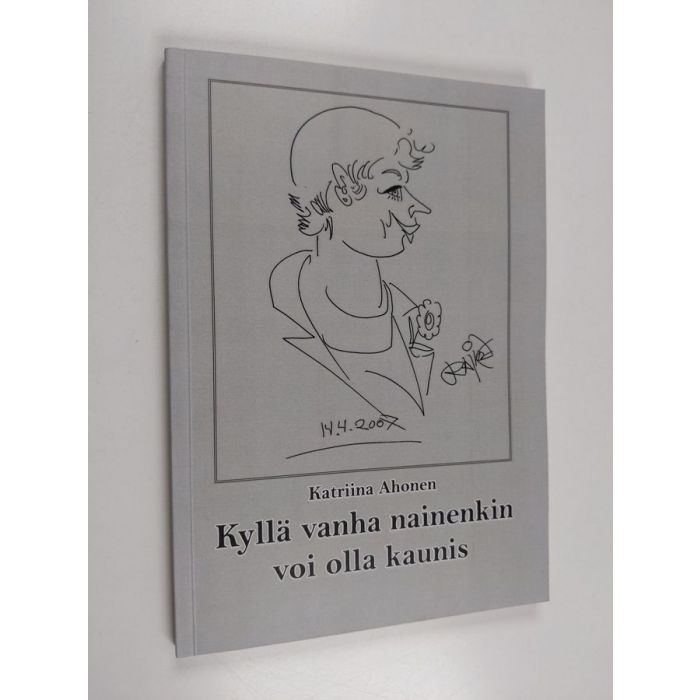 14.4.2007
Katriina Ahonen
Kyllä vanha nainenkin
voi olla kaunis